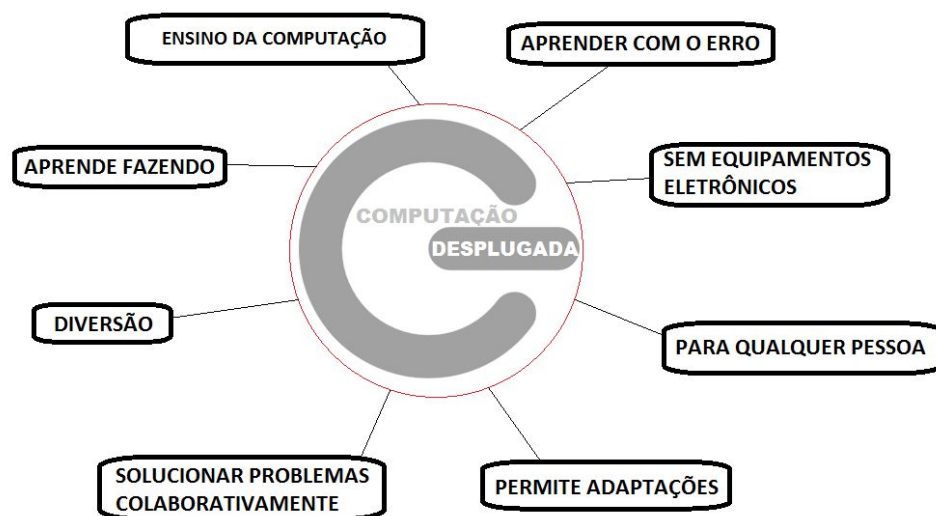 ENSINO DA COMPUTAÇÃO
APRENDER COM O ERRO
APRENDE FAZENDO
SEM EQUIPAMENTOS
ELETRÔNICOS
COMPUTAÇÃO
DESPLUGADA
DIVERSÃO
PARA QUALQUER PESSOA
SOLUCIONAR PROBLEMAS
COLABORATIVAMENTE
PERMITE ADAPTAÇÕES